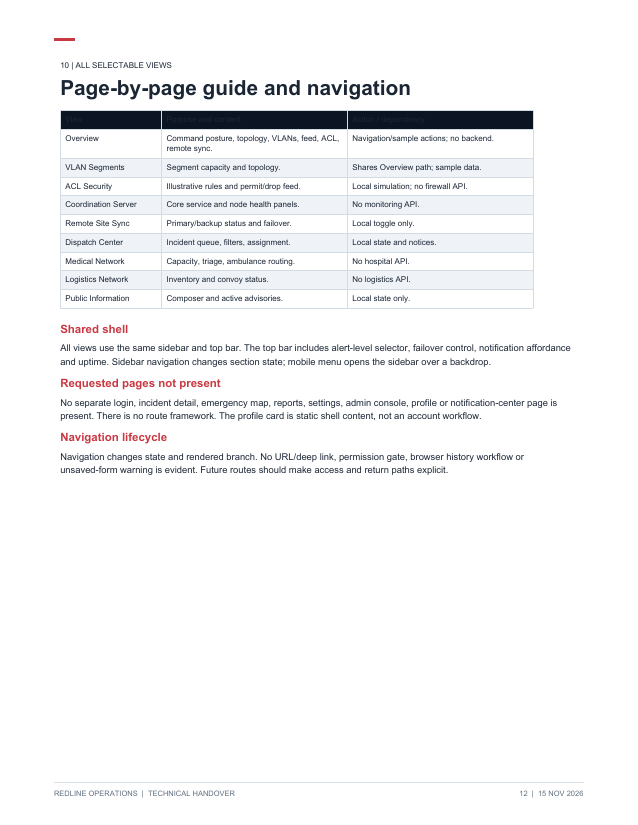 10 | ALL SELECTABLE VIEWS
Page-by-page guide and navigation
View Purpose and content Action / dependency
Overview Command posture, topology, VLANs, feed, ACL, Navigation/sample actions; no backend.
remote sync.
VLAN Segments Segment capacity and topology. Shares Overview path; sample data.
ACL Security Illustrative rules and permit/drop feed. Local simulation; no firewall API.
Coordination Server Core service and node health panels. No monitoring API.
Remote Site Sync Primary/backup status and failover. Local toggle only.
Dispatch Center Incident queue, filters, assignment. Local state and notices.
Medical Network Capacity, triage, ambulance routing. No hospital API.
Logistics Network Inventory and convoy status. No logistics API.
Public Information Composer and active advisories. Local state only.
Shared shell
All views use the same sidebar and top bar. The top bar includes alert-level selector, failover control, notification affordance
and uptime. Sidebar navigation changes section state; mobile menu opens the sidebar over a backdrop.
Requested pages not present
No separate login, incident detail, emergency map, reports, settings, admin console, profile or notification-center page is
present. There is no route framework. The profile card is static shell content, not an account workflow.
Navigation lifecycle
Navigation changes state and rendered branch. No URL/deep link, permission gate, browser history workflow or
unsaved-form warning is evident. Future routes should make access and return paths explicit.
REDLINE OPERATIONS | TECHNICAL HANDOVER 12 | 15 NOV 2026